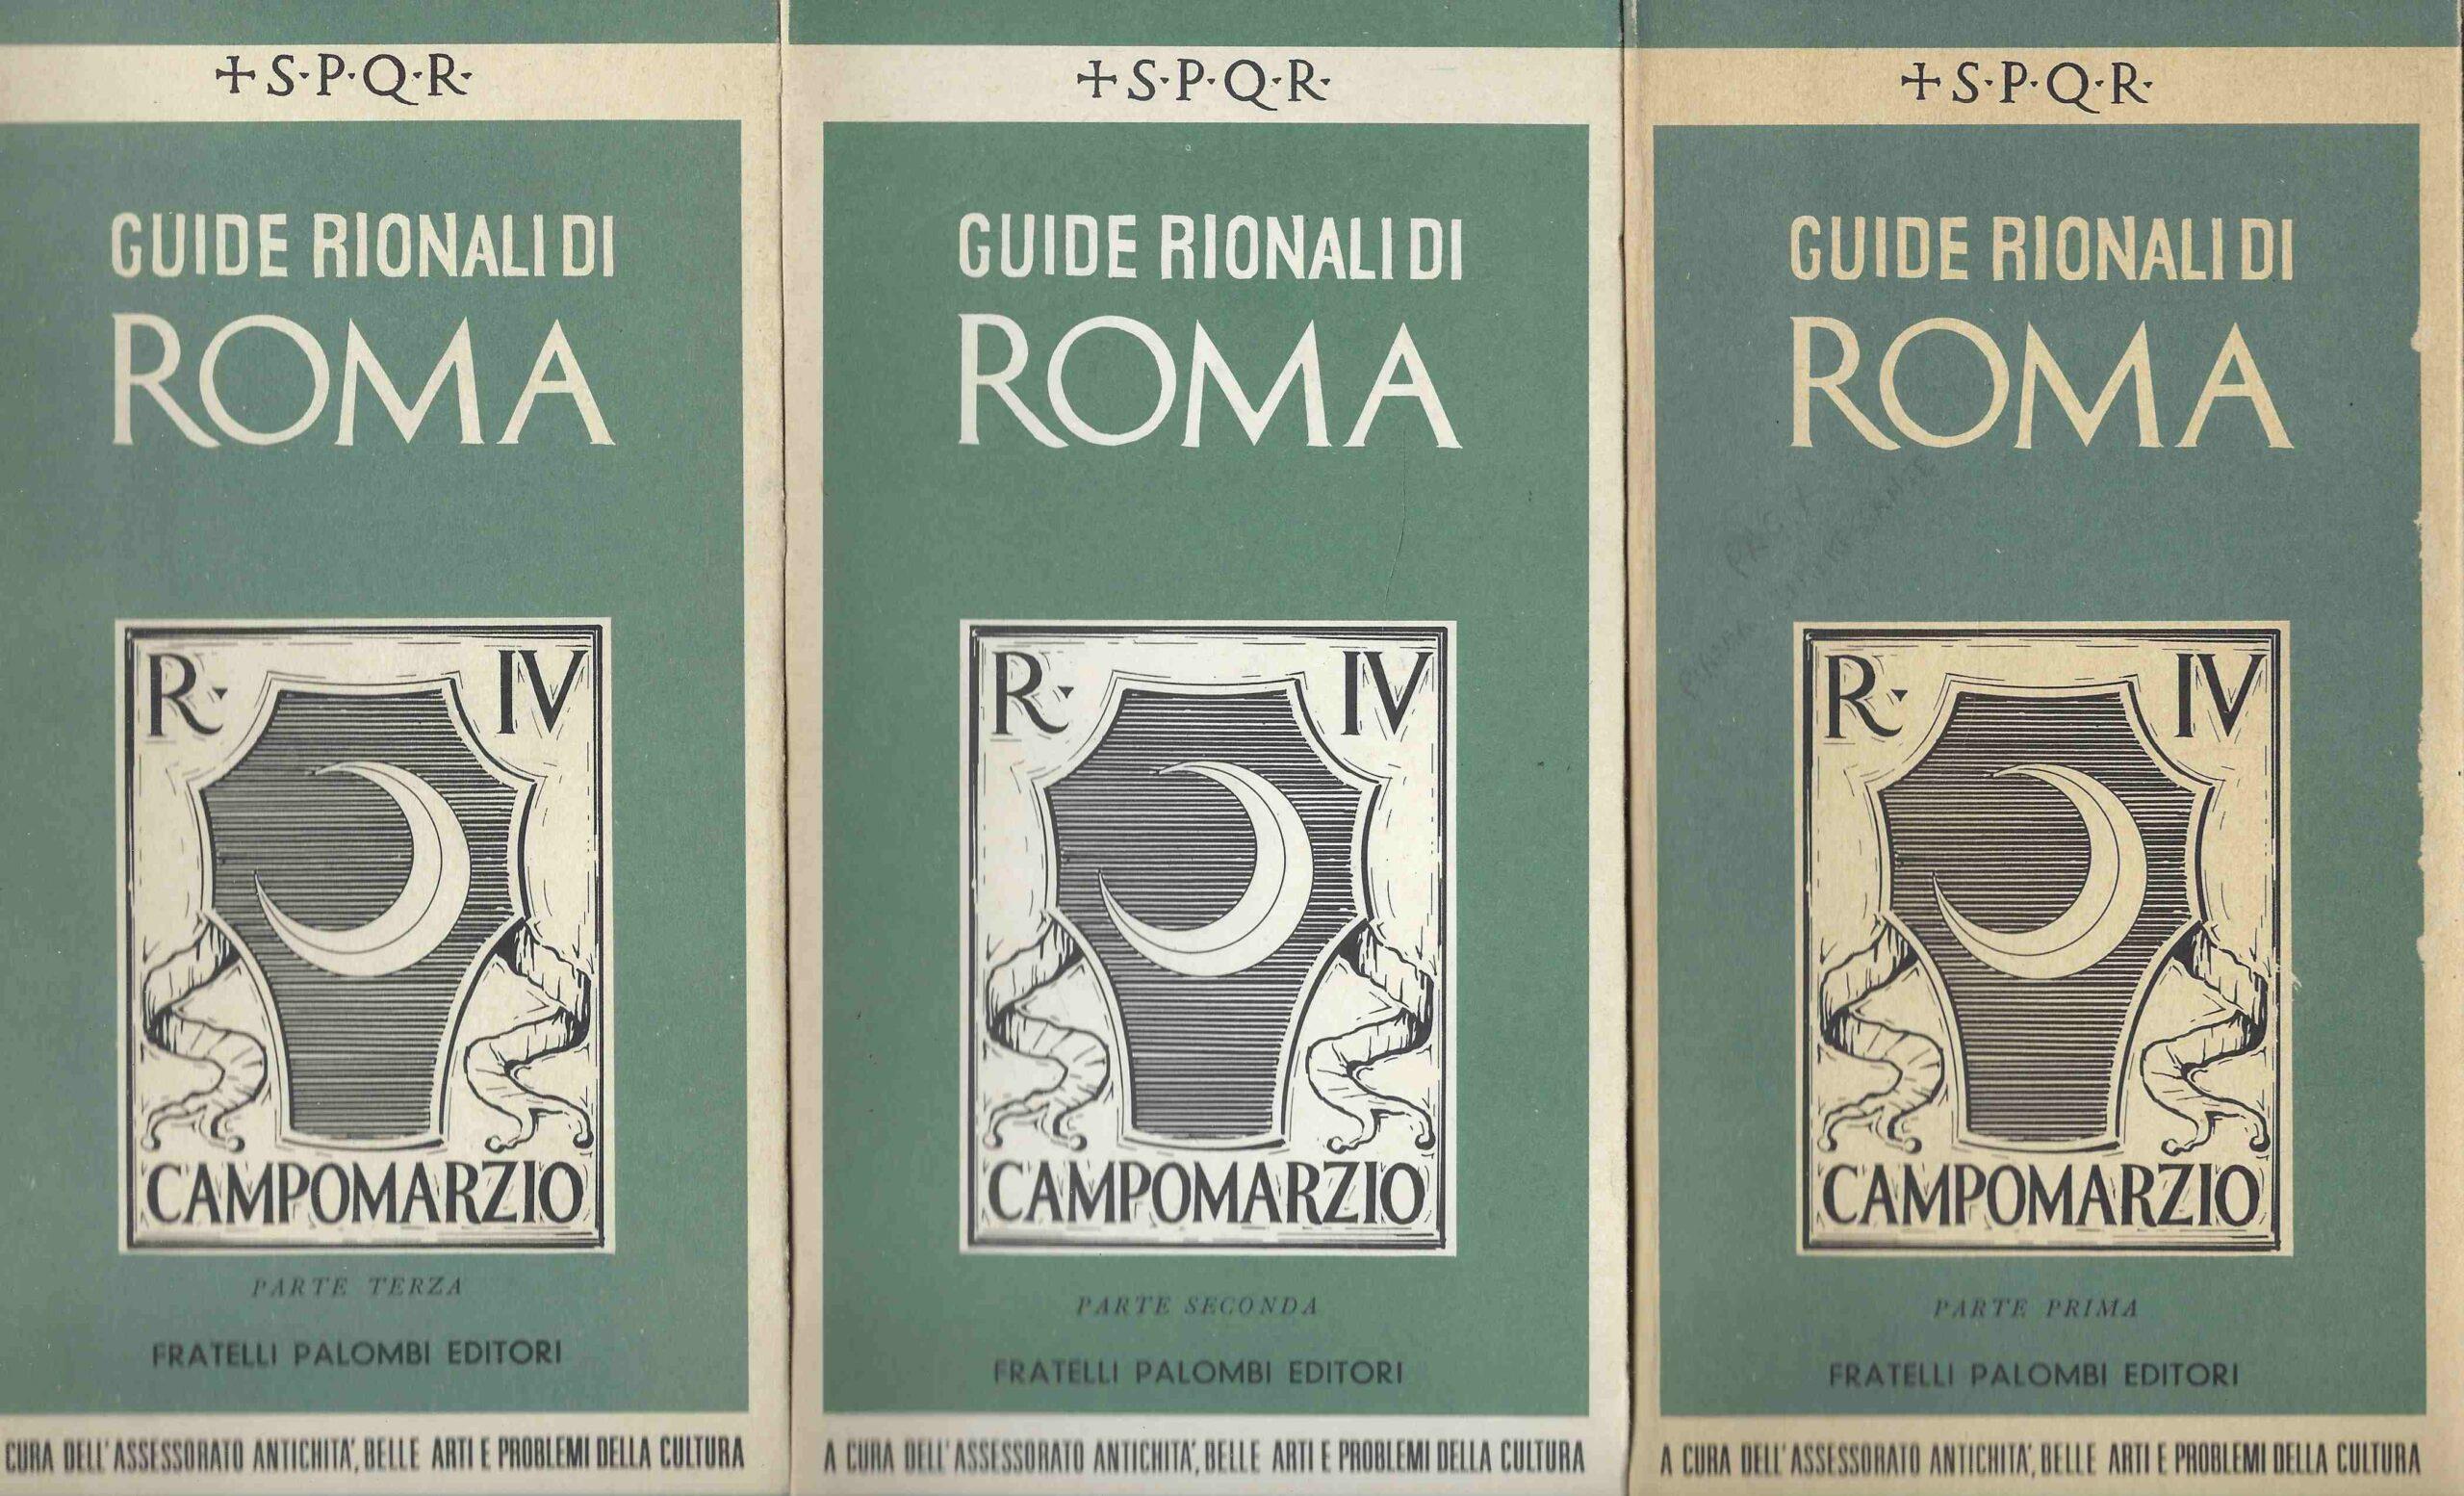 +S·P·Q·R·
GUIDE RIONALI DI
ROMA
R· IV
CAMPOMARZIO
PARTE TERZA
FRATELLI PALOMBI EDITORI
CURA DELL'ASSESSORATO ANTICHITA', BELLE ARTI E PROBLEMI DELLA CULTURA
+S·P·Q·R·
GUIDE RIONALI DI
ROMA
R· IV
CAMPOMARZIO
PARTE SECONDA
FRATELLI PALOMBI EDITORI
A CURA DELL'ASSESSORATO ANTICHITA', BELLE ARTI E PROBLEMI DELLA CULTURA
+S·P·Q·R·
GUIDE RIONALI DI
ROMA
R· IV
CAMPOMARZIO
PARTE PRIMA
FRATELLI PALOMBI EDITORI
A CURA DELL'ASSESSORATO ANTICHITA', BELLE ARTI E PROBLEMI DELLA CULTURA